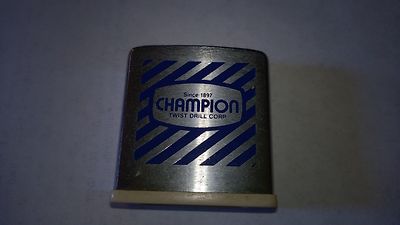 Since 1897
CHAMPION
TWIST DRILL CORP